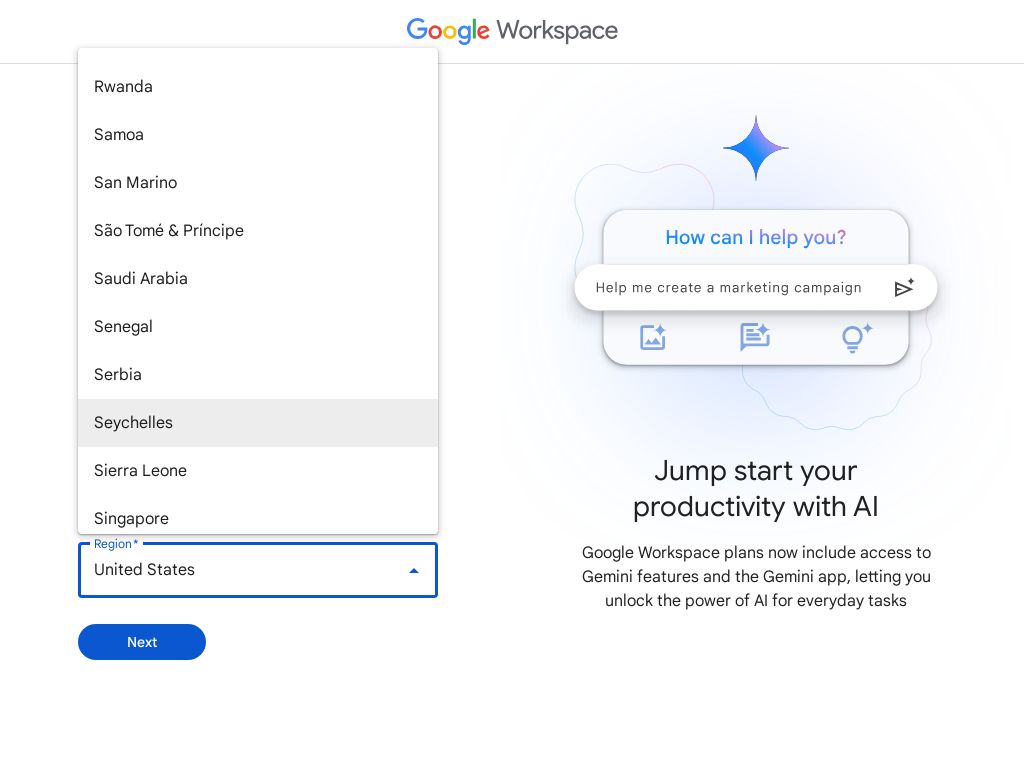 Google Workspace
Rwanda
Samoa
San Marino
São Tomé & Príncipe
Saudi Arabia
Senegal
Serbia
Seychelles
Sierra Leone
Singapore
Region*
United States
Next
How can I help you?
Help me create a marketing campaign
Jump start your
productivity with AI
Google Workspace plans now include access to
Gemini features and the Gemini app, letting you
unlock the power of AI for everyday tasks